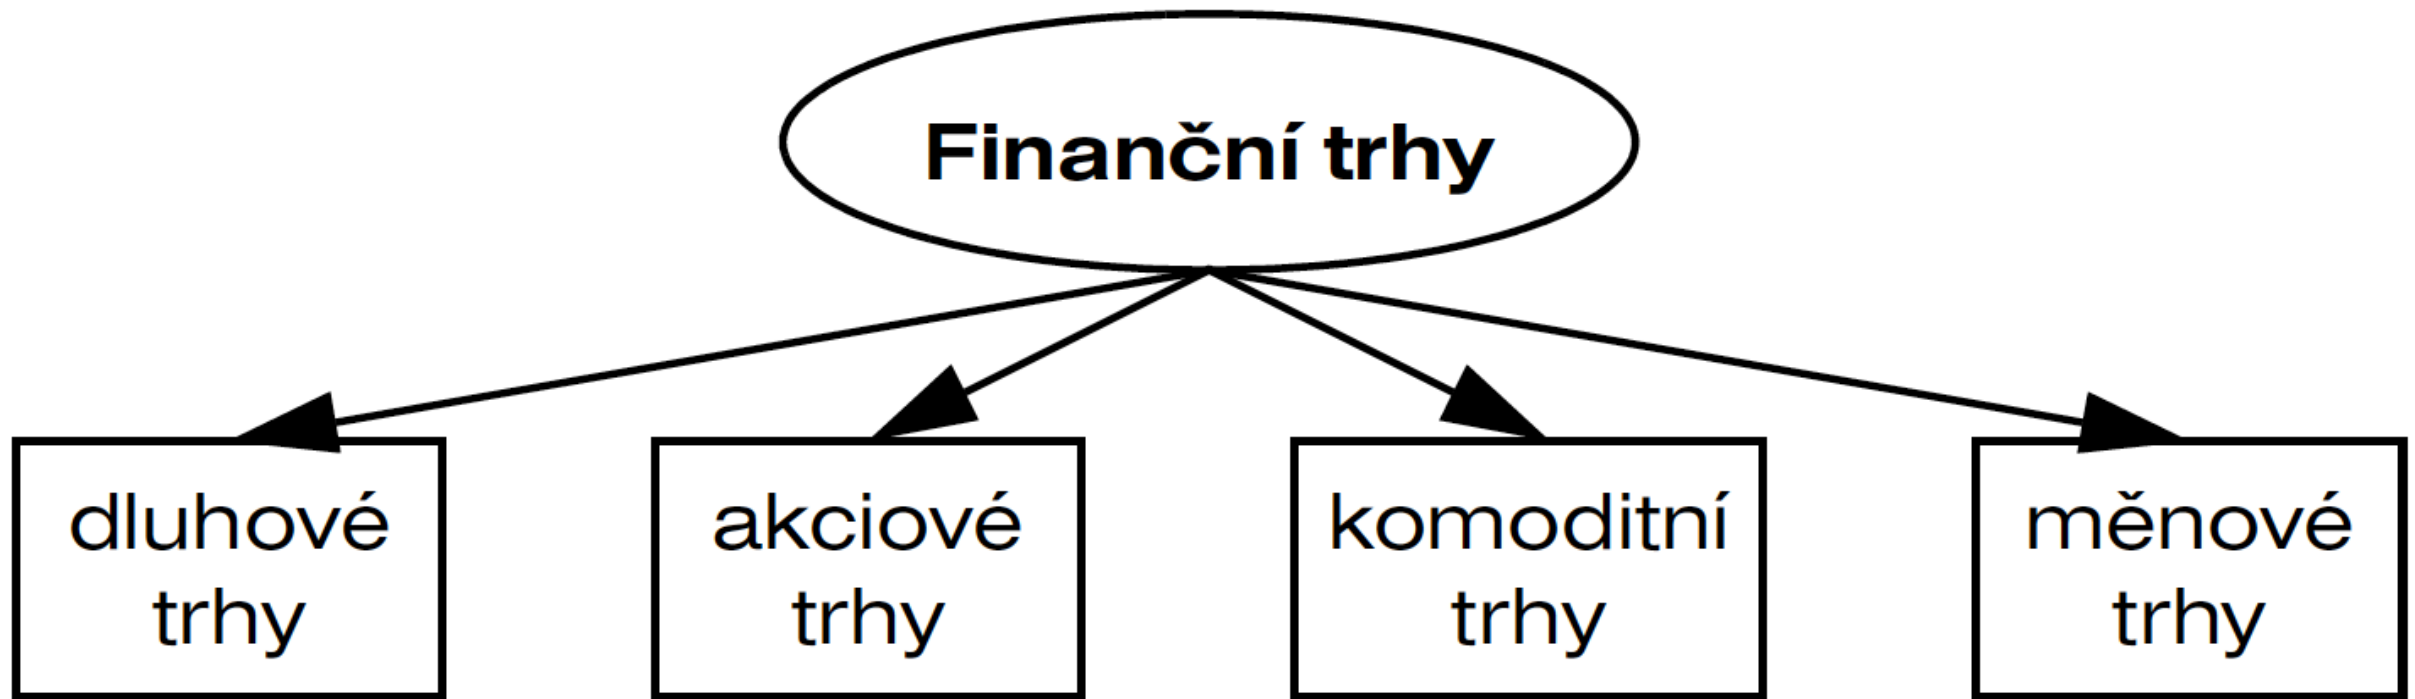 Finanční trhy
dluhové
trhy
akciové
trhy
komoditní
trhy
měnové
trhy